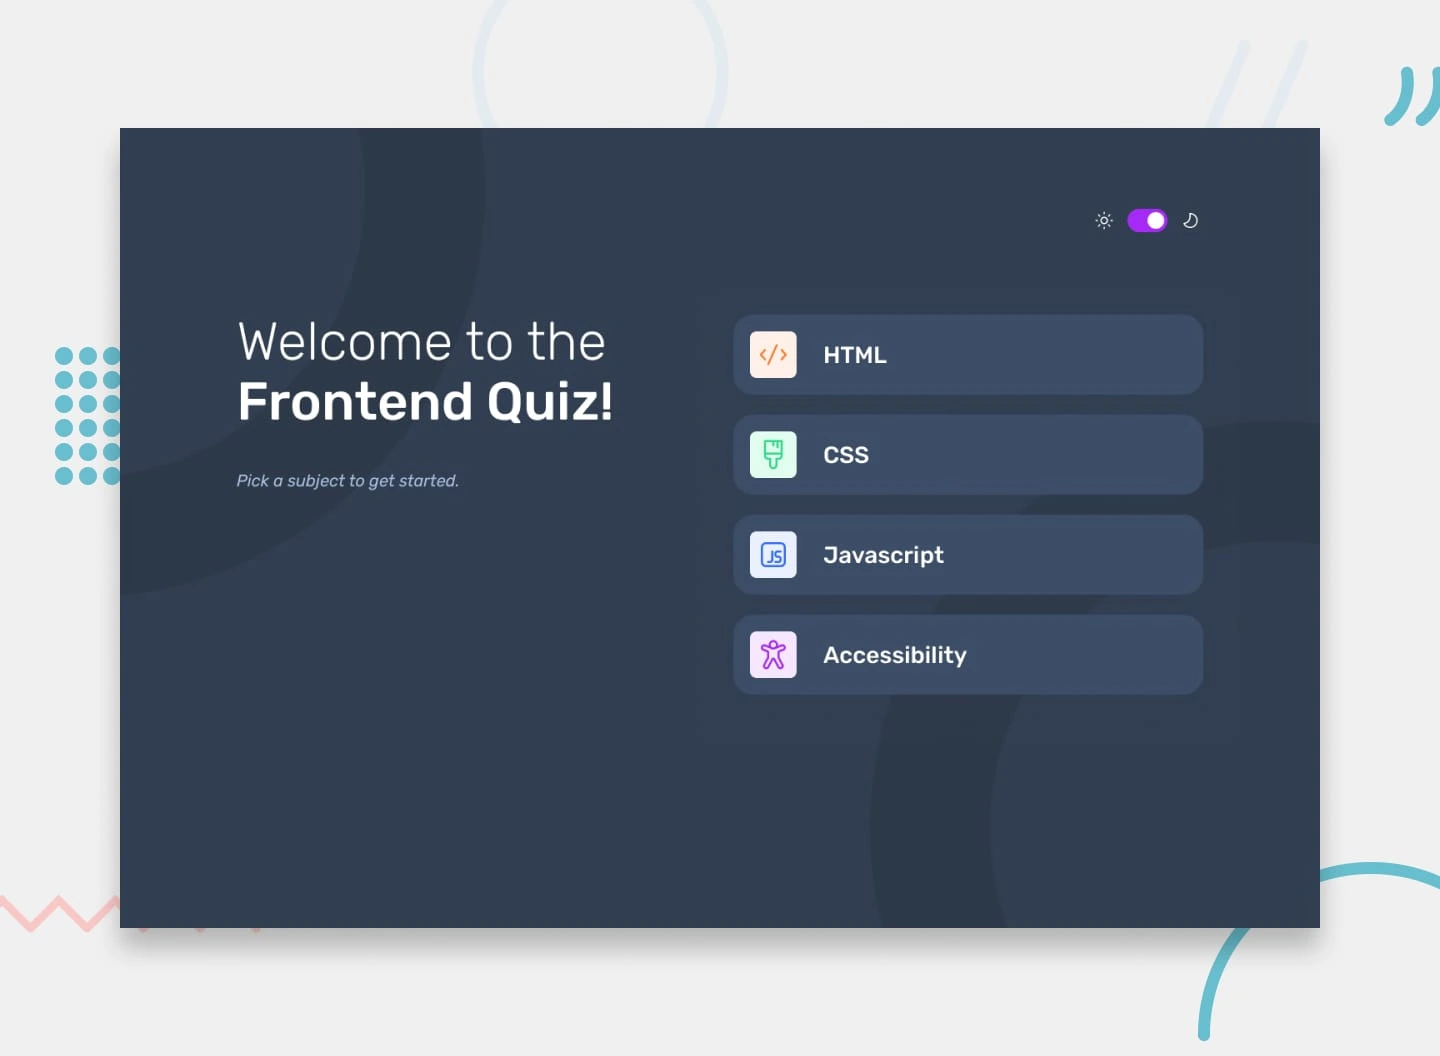 Welcome to the
Frontend Quiz!
Pick a subject to get started.
</> HTML
CSS
JS Javascript
Accessibility